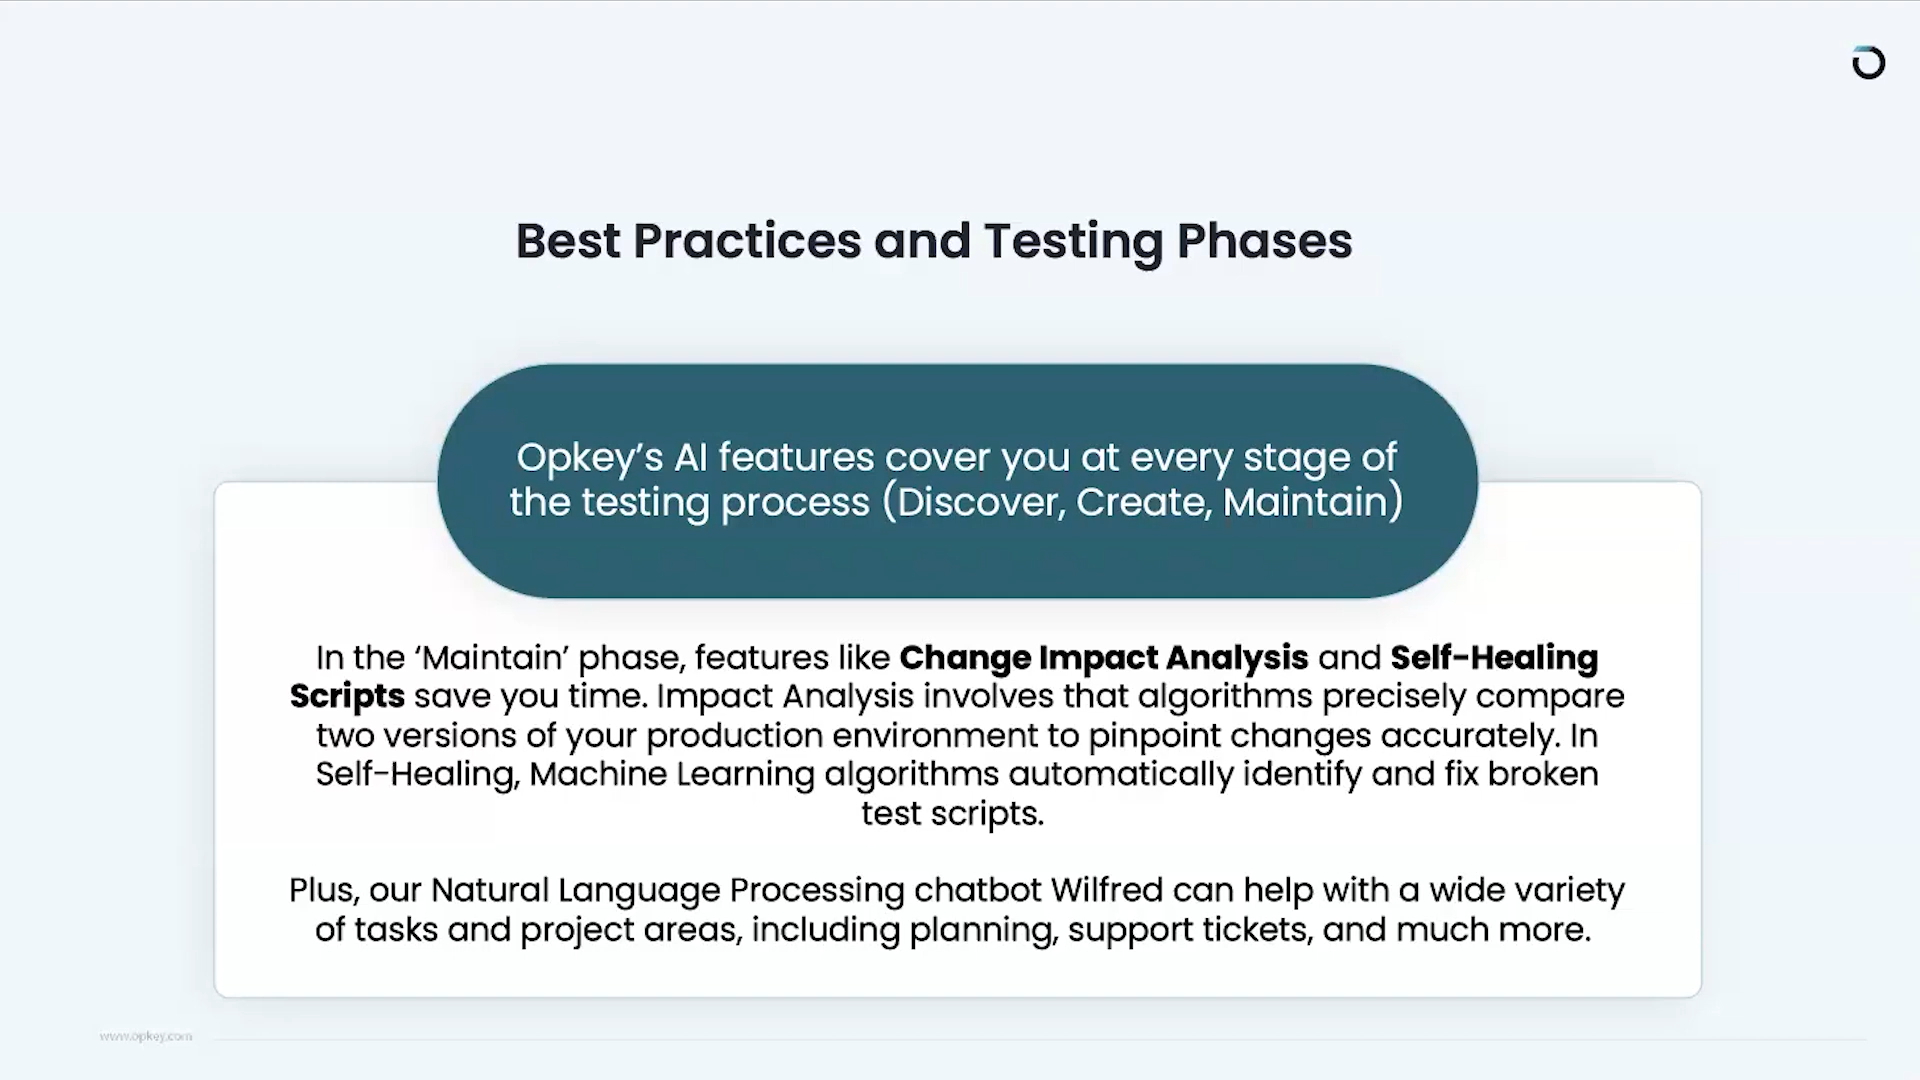 Best Practices and Testing Phases
Opkey’s AI features cover you at every stage of
the testing process (Discover, Create, Maintain)
In the ‘Maintain’ phase, features like Change Impact Analysis and Self-Healing
Scripts save you time. Impact Analysis involves that algorithms precisely compare
two versions of your production environment to pinpoint changes accurately. In
Self-Healing, Machine Learning algorithms automatically identify and fix broken
test scripts.
Plus, our Natural Language Processing chatbot Wilfred can help with a wide variety
of tasks and project areas, including planning, support tickets, and much more.
www.opkey.com